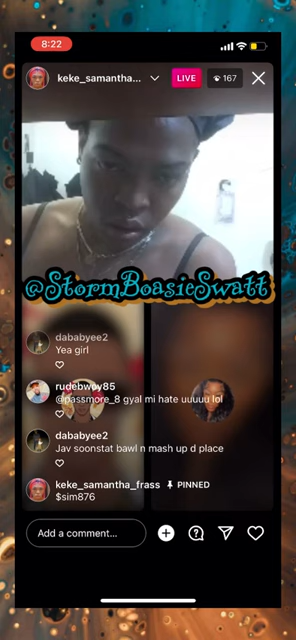 8:22
keke_samantha...
LIVE
167
@StormBoasieSwatt
dababyee2
Yea girl
rudebwoy85
@passmore_8 gyal mi hate uuuuu lol
dababyee2
Jav soonstat bawl n mash up d place
keke_samantha_frass PINNED
$sim876
Add a comment...